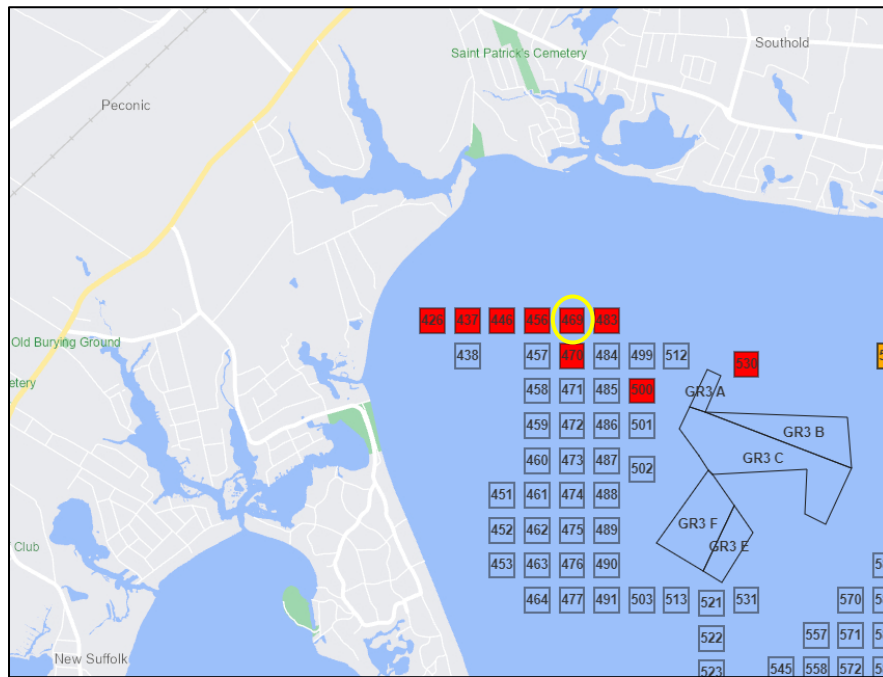 Saint Patrick's Cemetery
Southold
Peconic
426 437 446 456 469 483
Old Burying Ground
438 457 470 484 499 512 530
etery
458 471 485 500 GR3 A
459 472 486 501 GR3 B
460 473 487 502 GR3 C
451 461 474 488
452 462 475 489 GR3 F
Club
453 463 476 490 GR3 E
464 477 491 503 513 521 531 570
522 557 571
New Suffolk
523 545 558 572